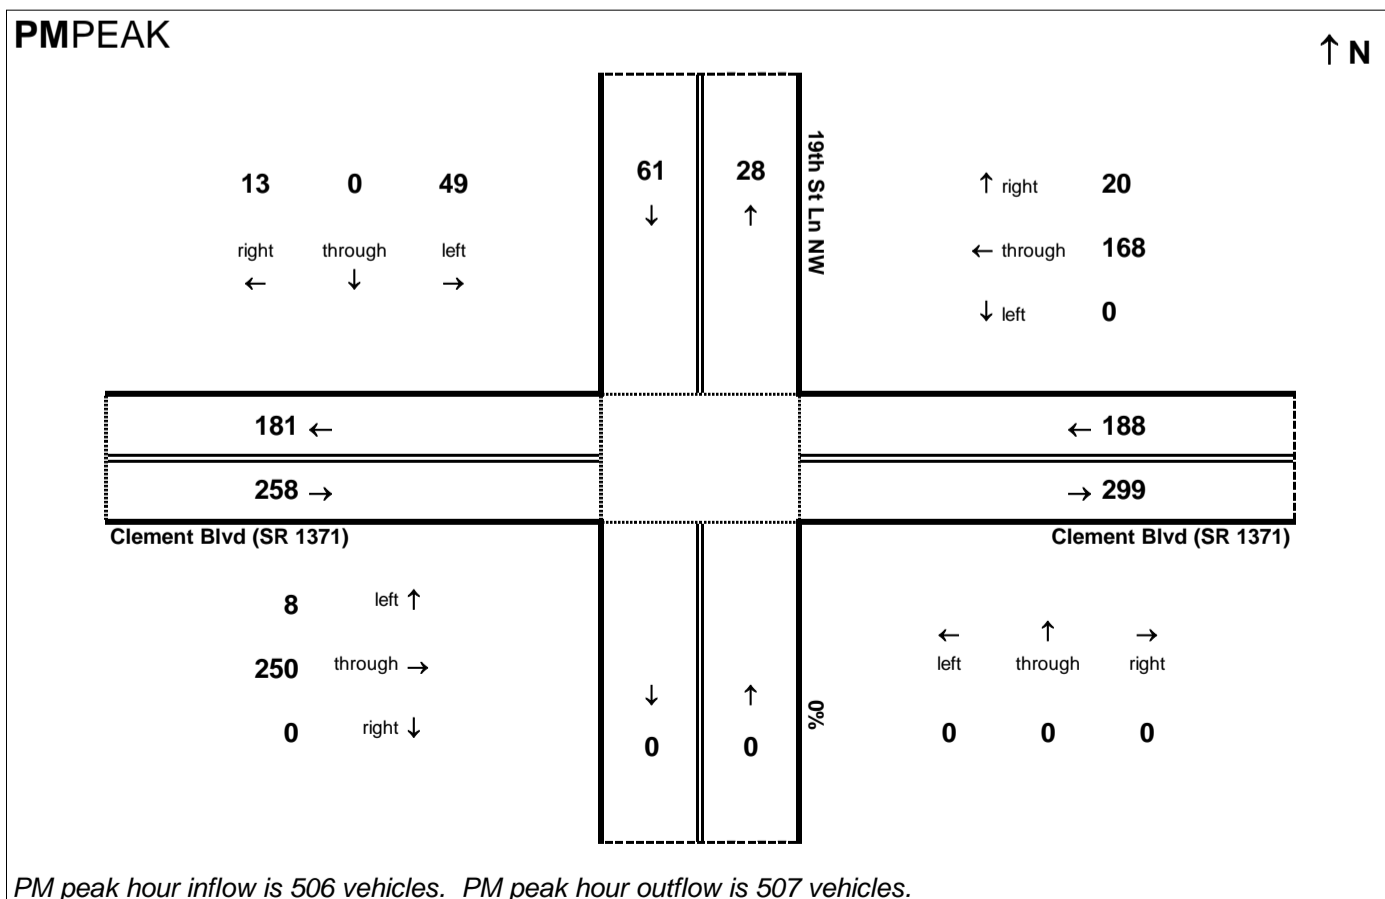 PMPEAK
↑ N
13 0 49
right through left
← ↓ →
61 28
↓ ↑
19th St Ln NW
↑ right 20
← through 168
↓ left 0
181 ←
258 →
← 188
→ 299
Clement Blvd (SR 1371)
Clement Blvd (SR 1371)
8 left ↑
250 through →
0 right ↓
↓ ↑
0 0
0%
← ↑ →
left through right
0 0 0
PM peak hour inflow is 506 vehicles. PM peak hour outflow is 507 vehicles.